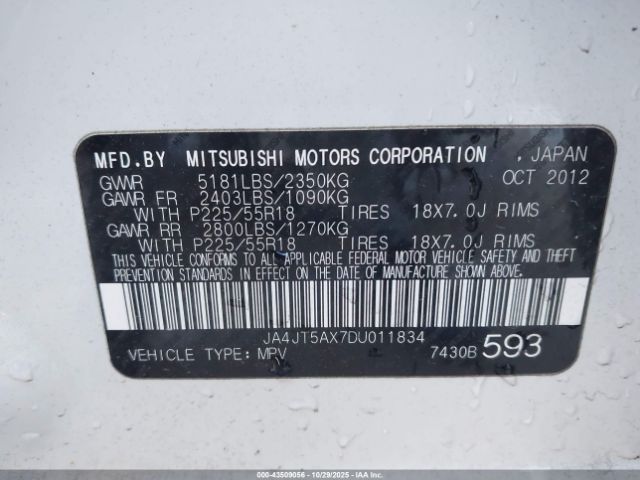 MFD.BY MITSUBISHI MOTORS CORPORATION , JAPAN
GVWR 5181LBS/2350KG OCT 2012
GAWR FR 2403LBS/1090KG
WITH P225/55R18 TIRES 18X7.0J RIMS
GAWR RR 2800LBS/1270KG
WITH P225/55R18 TIRES 18X7.0J RIMS
THIS VEHICLE CONFORMS TO ALL APPLICABLE FEDERAL MOTOR VEHICLE SAFETY AND THEFT
PREVENTION STANDARDS IN EFFECT ON THE DATE OF MANUFACTURE SHOWN ABOVE.
JA4JT5AX7DU011834
VEHICLE TYPE: MPV 7430B 593
000-43509056 - 10/29/2025 - IAAI.COM